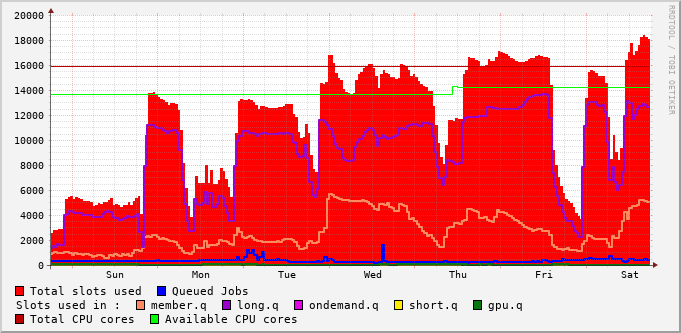 20000
18000
16000
14000
12000
10000
8000
6000
4000
2000
0
Sun Mon Tue Wed Thu Fri Sat
RRDTOOL / TOBI OETIKER
Total slots used Queued Jobs
Slots used in : member.q long.q ondemand.q short.q gpu.q
Total CPU cores Available CPU cores